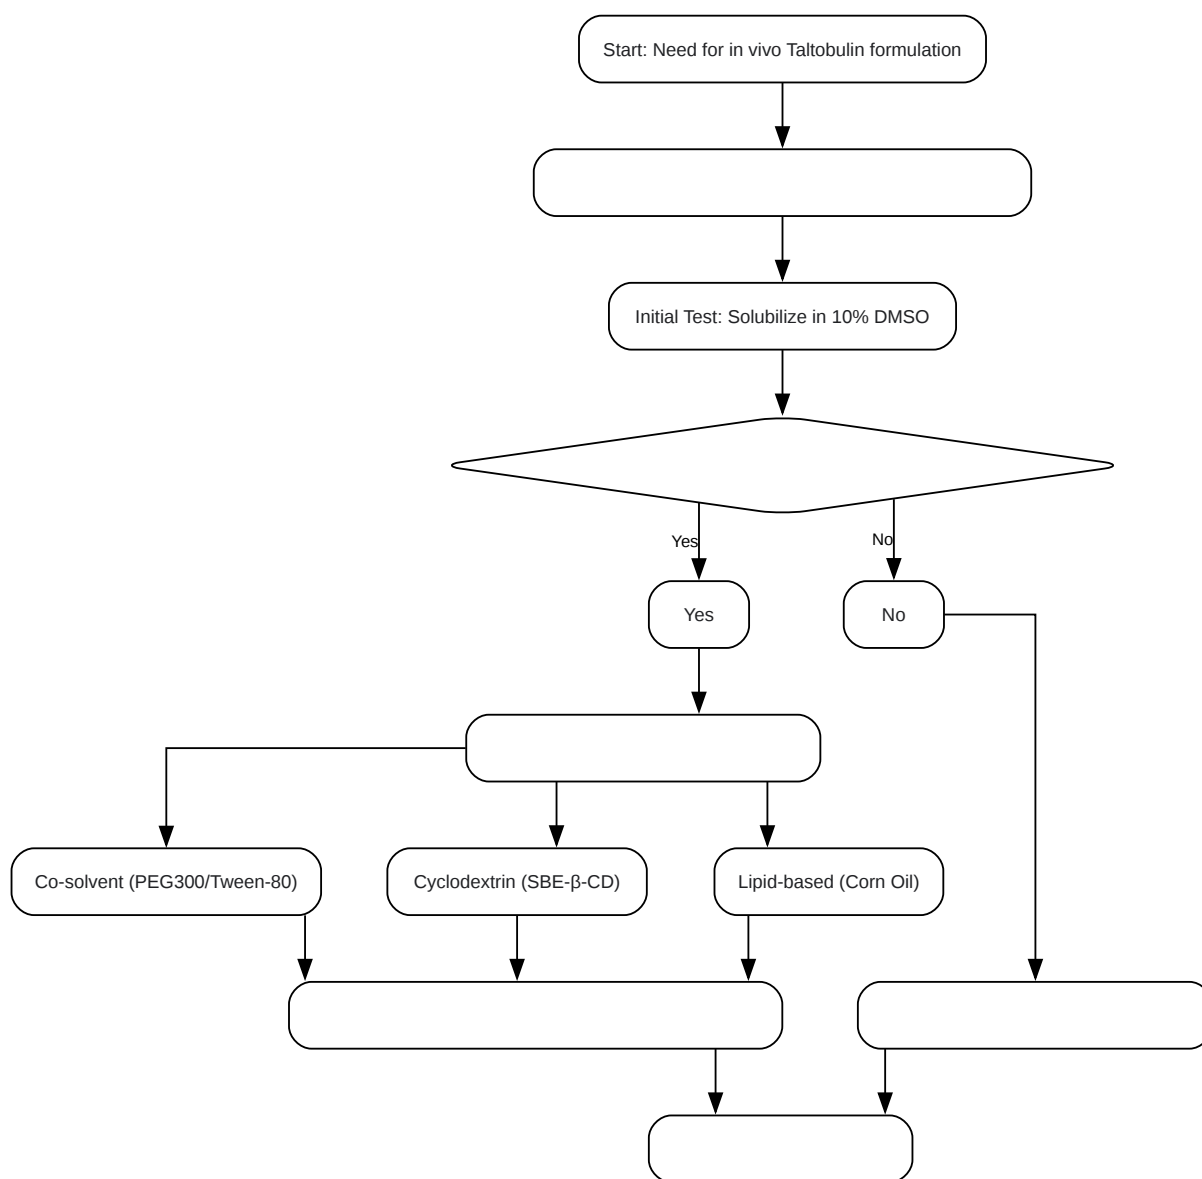 Start: Need for in vivo Taltobulin formulation
Initial Test: Solubilize in 10% DMSO
Yes
No
Yes
No
Co-solvent (PEG300/Tween-80)
Cyclodextrin (SBE-β-CD)
Lipid-based (Corn Oil)